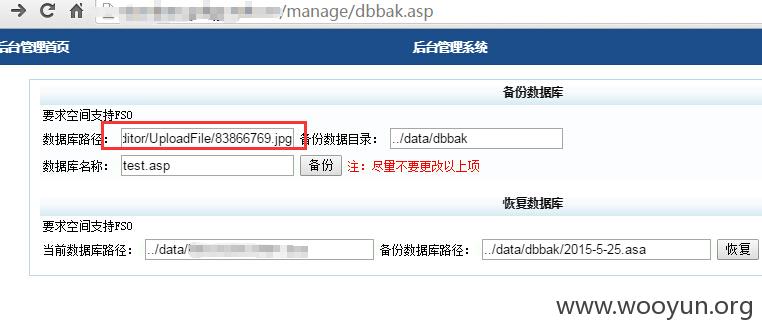 /manage/dbbak.asp
后台管理首页 后台管理系统
备份数据库
要求空间支持FSO
数据库路径： ditor/UploadFile/83866769.jpg 备份数据目录： ../data/dbbak
数据库名称： test.asp 备份 注：尽量不要更改以上项
恢复数据库
要求空间支持FSO
当前数据库路径： ../data/ 备份数据库路径： ../data/dbbak/2015-5-25.asa 恢复
www.wooyun.org